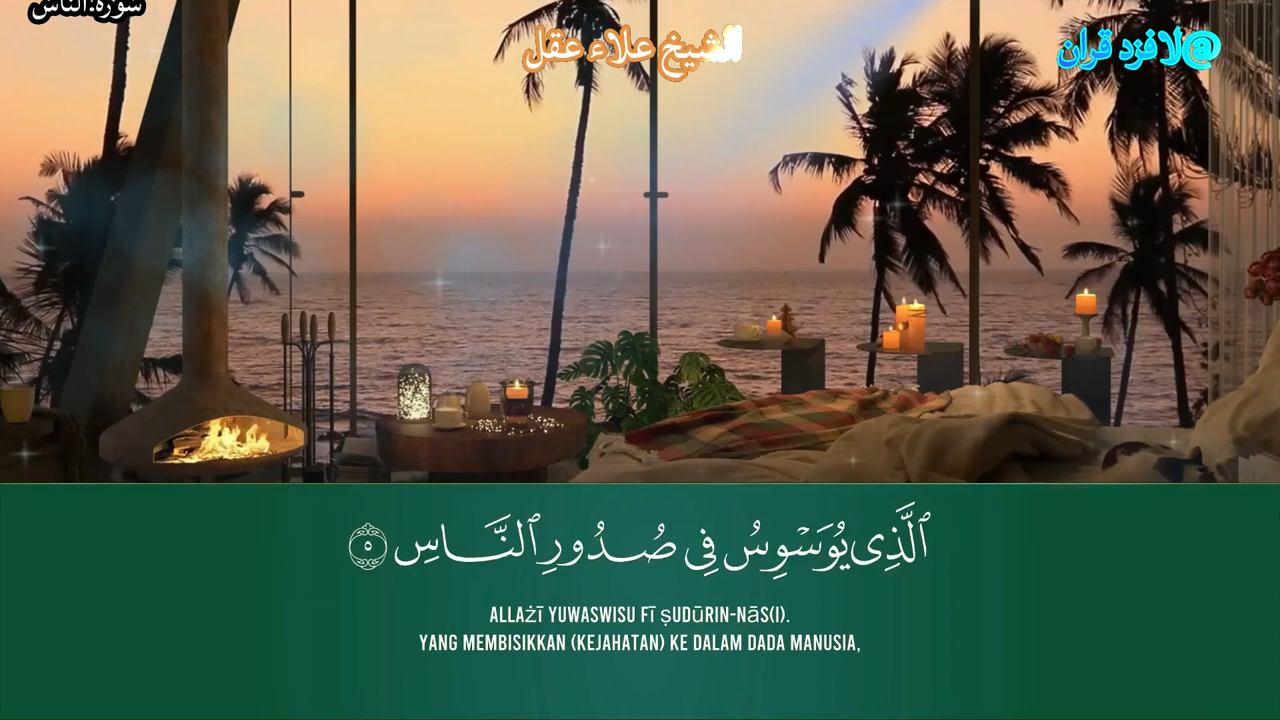 سورة:الناس
الشيخ علاء عقل
@لافزد قران
ٱلَّذِى يُوَسْوِسُ فِى صُدُورِ ٱلنَّاسِ ٥
ALLAŻĪ YUWASWISU FĪ ṢUDŪRIN-NĀS(I).
YANG MEMBISIKKAN (KEJAHATAN) KE DALAM DADA MANUSIA,